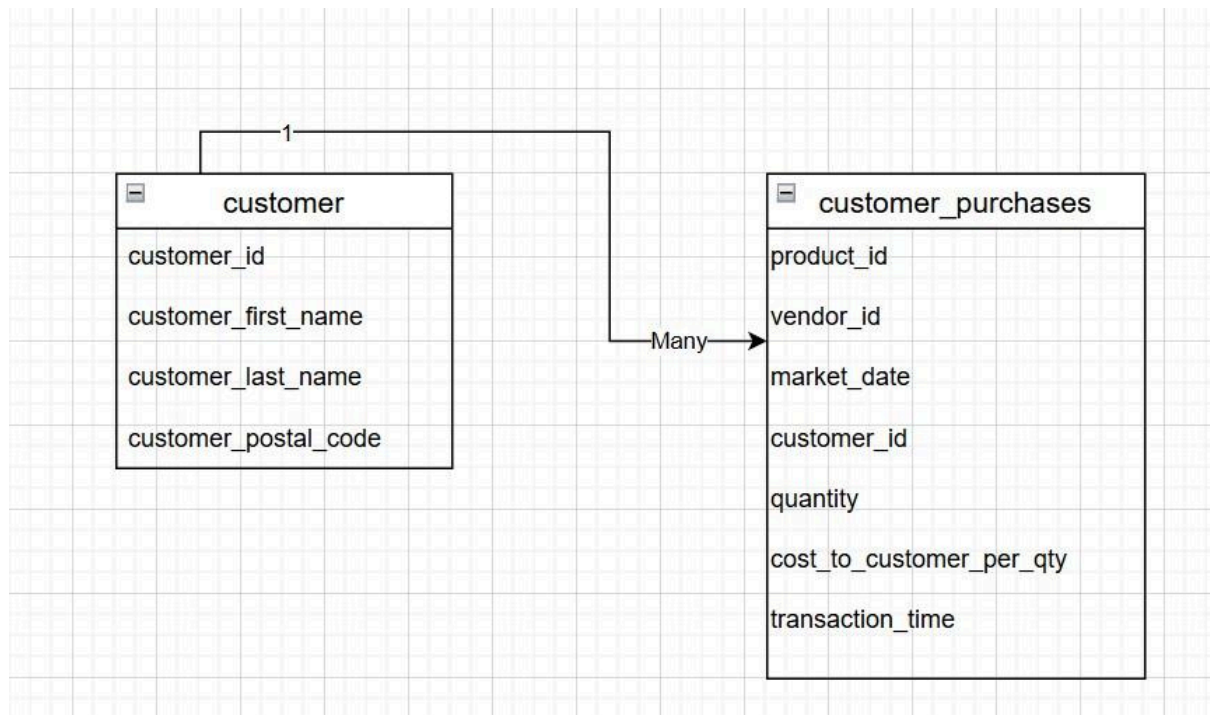 1
customer
customer_id
customer_first_name
customer_last_name
customer_postal_code
Many
customer_purchases
product_id
vendor_id
market_date
customer_id
quantity
cost_to_customer_per_qty
transaction_time